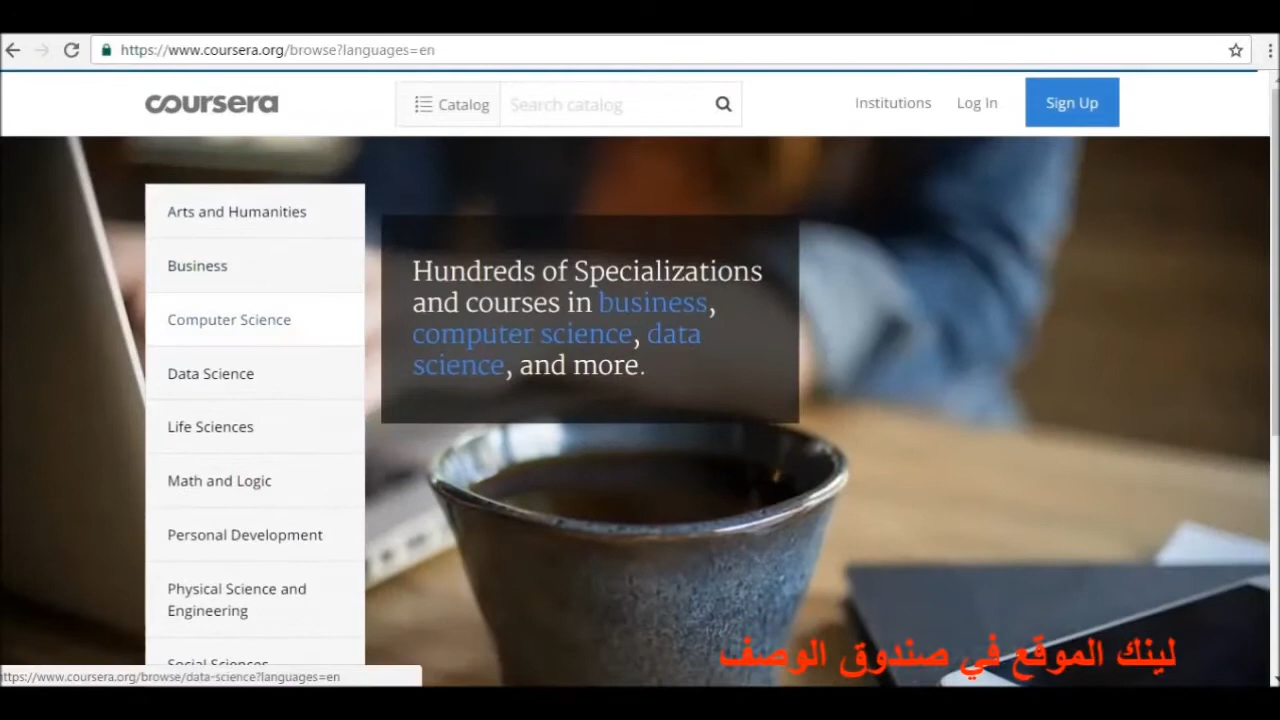 https://www.coursera.org/browse?languages=en
coursera
Catalog
Search catalog
Institutions
Log In
Sign Up
Arts and Humanities
Business
Computer Science
Data Science
Life Sciences
Math and Logic
Personal Development
Physical Science and
Engineering
Social Sciences
Hundreds of Specializations
and courses in business,
computer science, data
science, and more.
لينك الموقع في صندوق الوصف
https://www.coursera.org/browse/data-science?languages=en